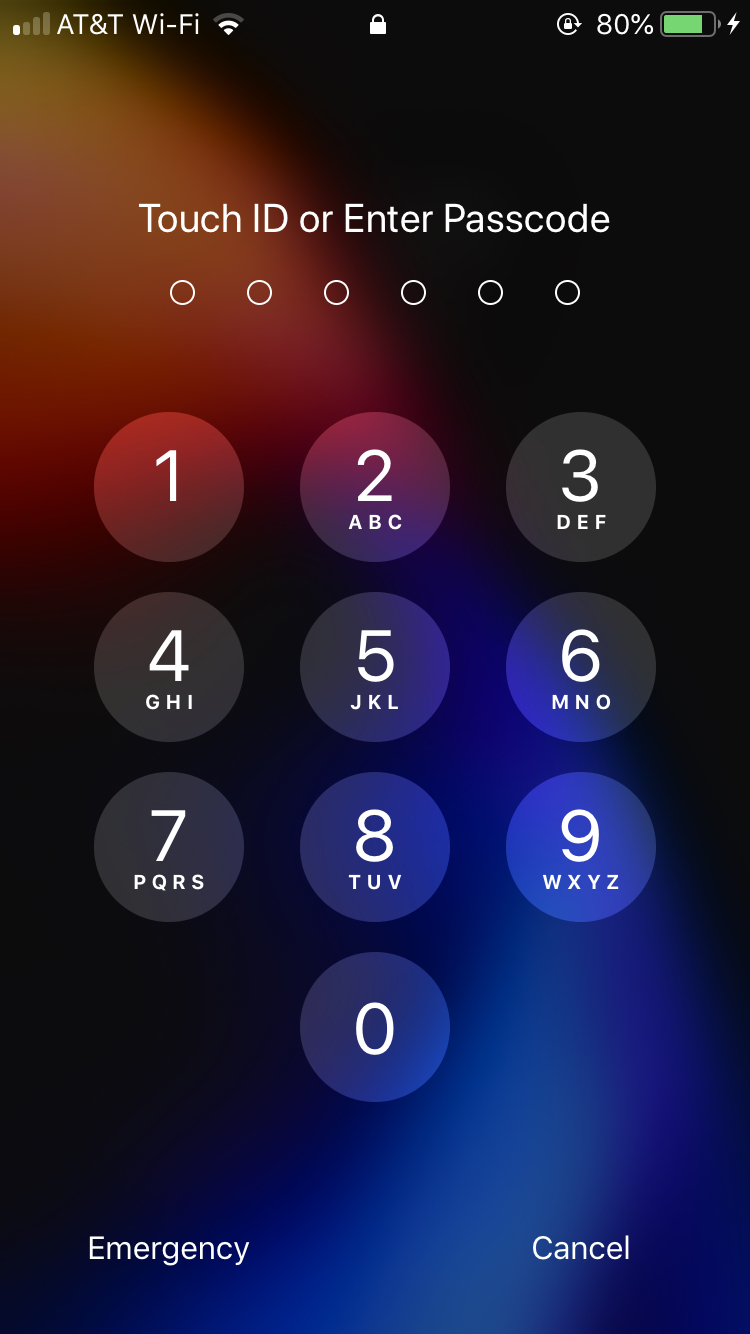 AT&T Wi-Fi 80%
Touch ID or Enter Passcode
1 2 3
ABC DEF
4 5 6
GHI JKL MNO
7 8 9
PQRS TUV WXYZ
0
Emergency Cancel